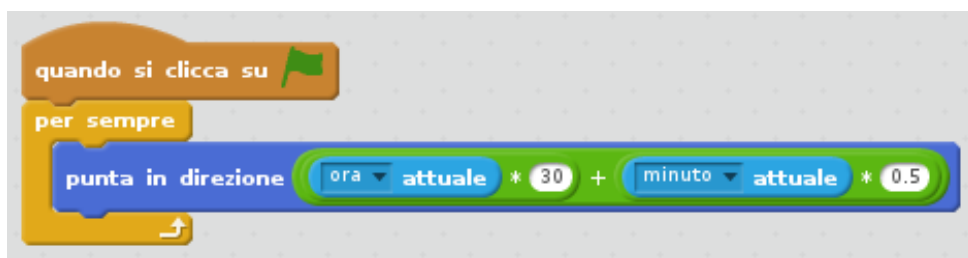 quando si clicca su
per sempre
punta in direzione ora attuale * 30 + minuto attuale * 0.5